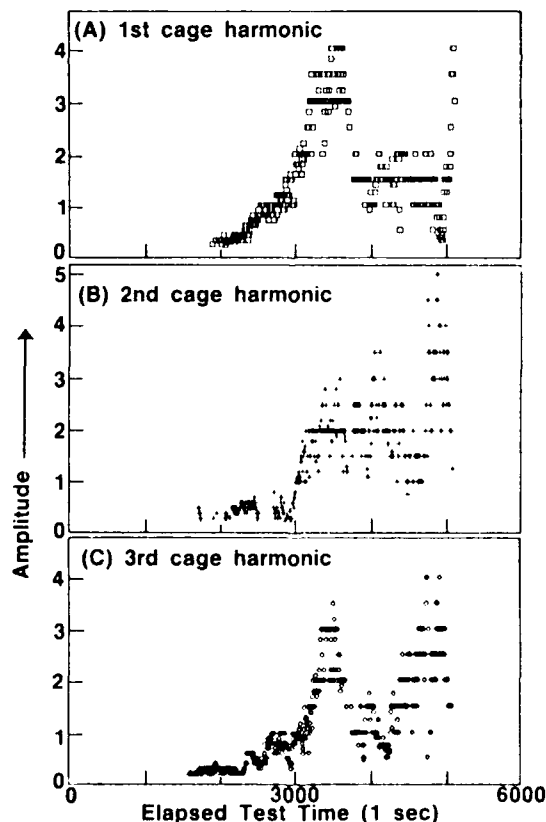 (A) 1st cage harmonic
4
3
2
1
0
(B) 2nd cage harmonic
5
4
3
2
1
0
(C) 3rd cage harmonic
4
3
2
1
0
Amplitude
0 3000 6000
Elapsed Test Time (1 sec)